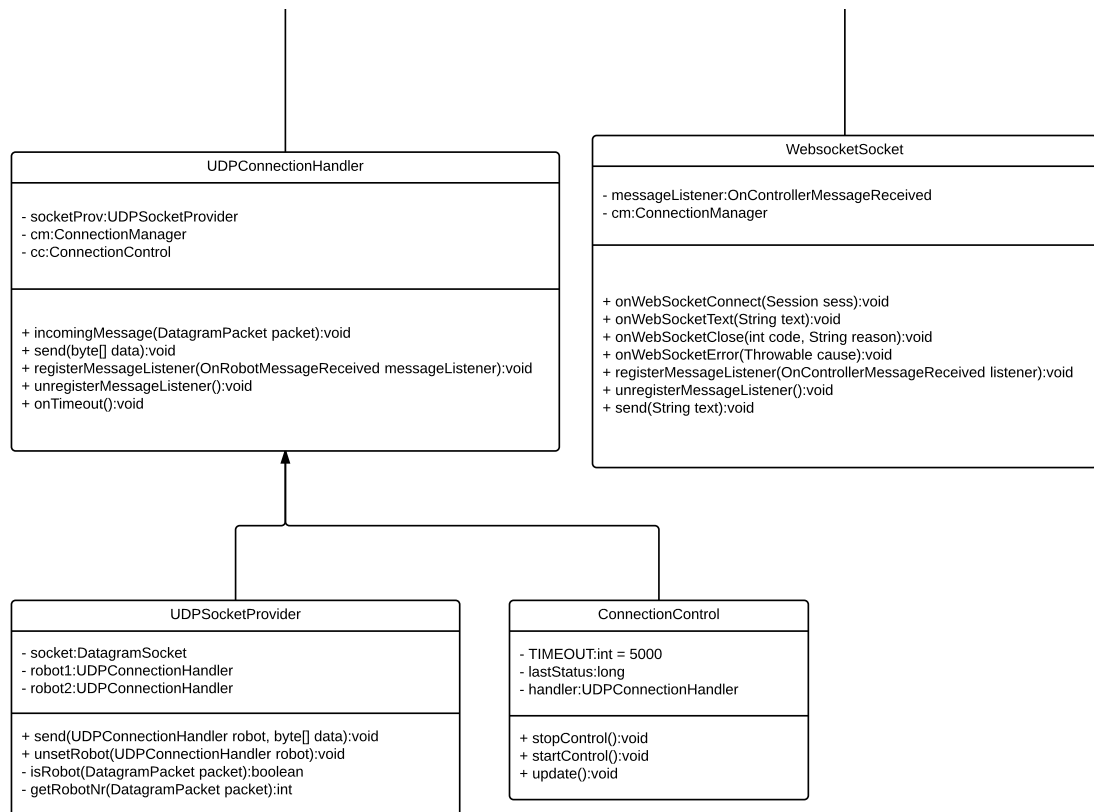 UDPConnectionHandler
- socketProv:UDPSocketProvider
- cm:ConnectionManager
- cc:ConnectionControl
+ incomingMessage(DatagramPacket packet):void
+ send(byte[] data):void
+ registerMessageListener(OnRobotMessageReceived messageListener):void
+ unregisterMessageListener():void
+ onTimeout():void
WebsocketSocket
- messageListener:OnControllerMessageReceived
- cm:ConnectionManager
+ onWebSocketConnect(Session sess):void
+ onWebSocketText(String text):void
+ onWebSocketClose(int code, String reason):void
+ onWebSocketError(Throwable cause):void
+ registerMessageListener(OnControllerMessageReceived listener):void
+ unregisterMessageListener():void
+ send(String text):void
UDPSocketProvider
- socket:DatagramSocket
- robot1:UDPConnectionHandler
- robot2:UDPConnectionHandler
+ send(UDPConnectionHandler robot, byte[] data):void
+ unsetRobot(UDPConnectionHandler robot):void
- isRobot(DatagramPacket packet):boolean
- getRobotNr(DatagramPacket packet):int
ConnectionControl
- TIMEOUT:int = 5000
- lastStatus:long
- handler:UDPConnectionHandler
+ stopControl():void
+ startControl():void
+ update():void